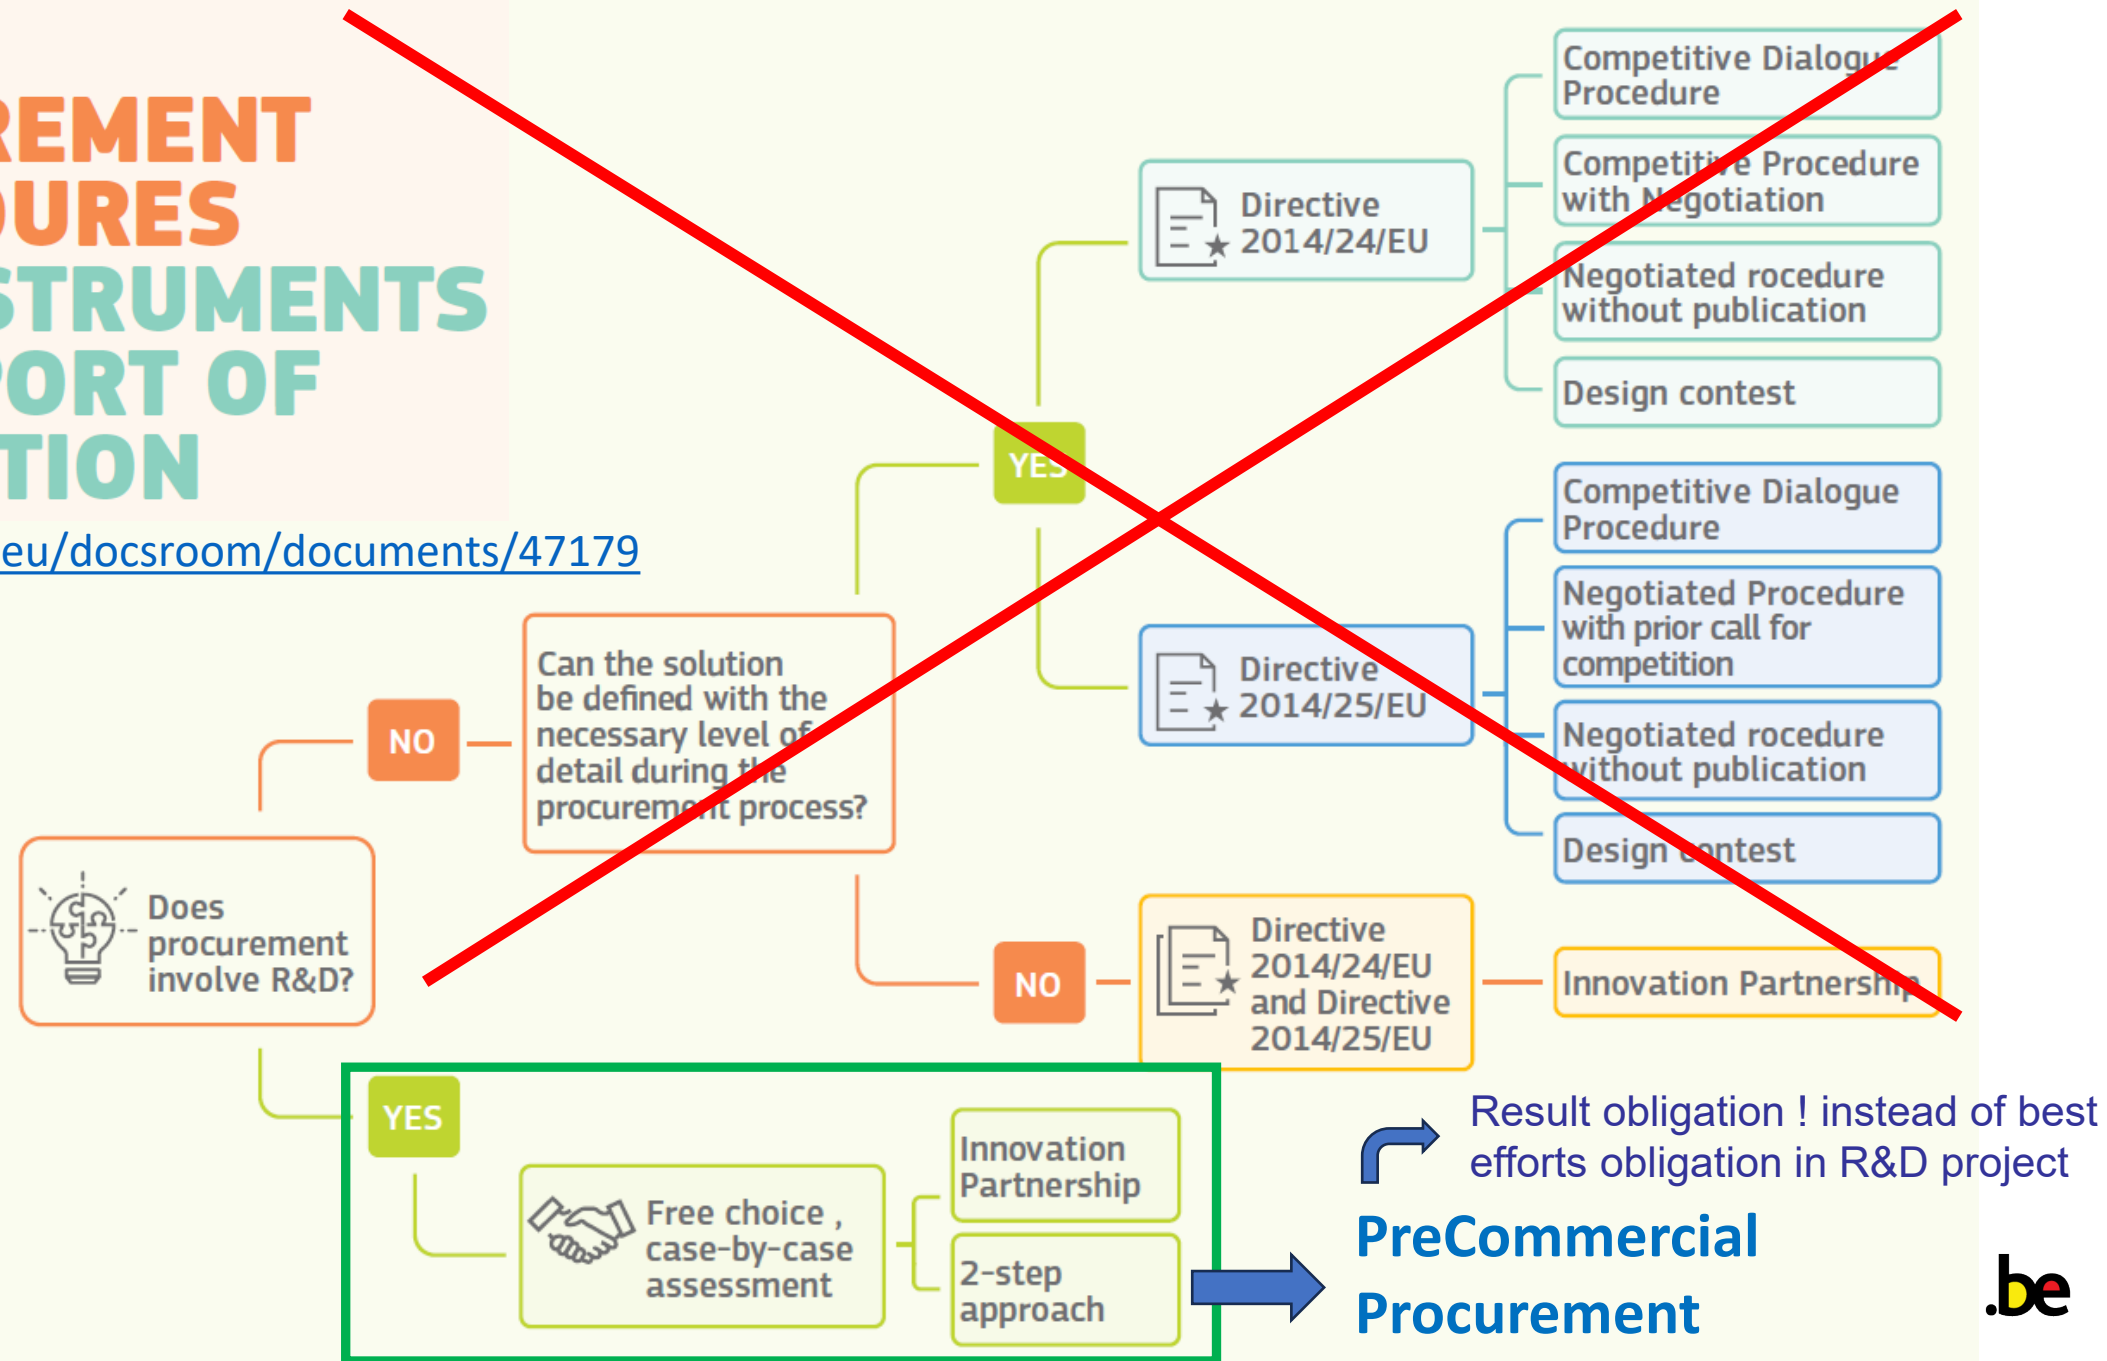 REMENT
DURES
STRUMENTS
PORT OF
TION
eu/docsroom/documents/47179
Does
procurement
involve R&D?
NO
Can the solution
be defined with the
necessary level of
detail during the
procurement process?
YES
Directive
2014/24/EU
Competitive Dialogue
Procedure
Competitive Procedure
with Negotiation
Negotiated rocedure
without publication
Design contest
Directive
2014/25/EU
Competitive Dialogue
Procedure
Negotiated Procedure
with prior call for
competition
Negotiated rocedure
without publication
Design contest
NO
Directive
2014/24/EU
and Directive
2014/25/EU
Innovation Partnership
YES
Free choice ,
case-by-case
assessment
Innovation
Partnership
2-step
approach
Result obligation ! instead of best
efforts obligation in R&D project
PreCommercial
Procurement
.be